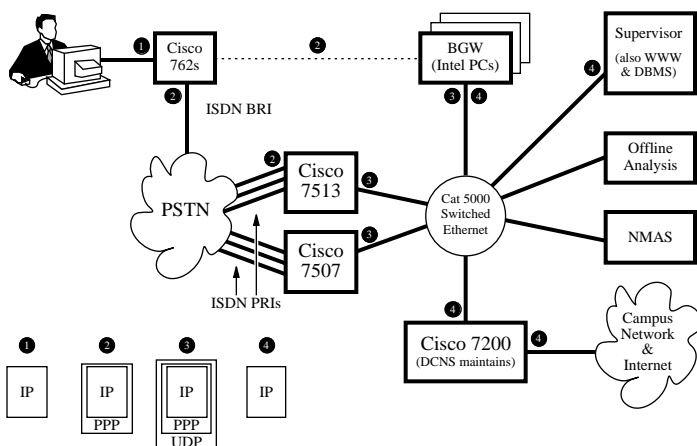 1
Cisco
762s
2
BGW
(Intel PCs)
Supervisor
(also WWW
& DBMS)
4
2
ISDN BRI
3
4
PSTN
2
Cisco
7513
3
Cat 5000
Switched
Ethernet
Offline
Analysis
Cisco
7507
3
NMAS
ISDN PRIs
4
Cisco 7200
(DCNS maintains)
4
Campus
Network
&
Internet
1
2
3
4
IP
IP
IP
IP
PPP
PPP
UDP